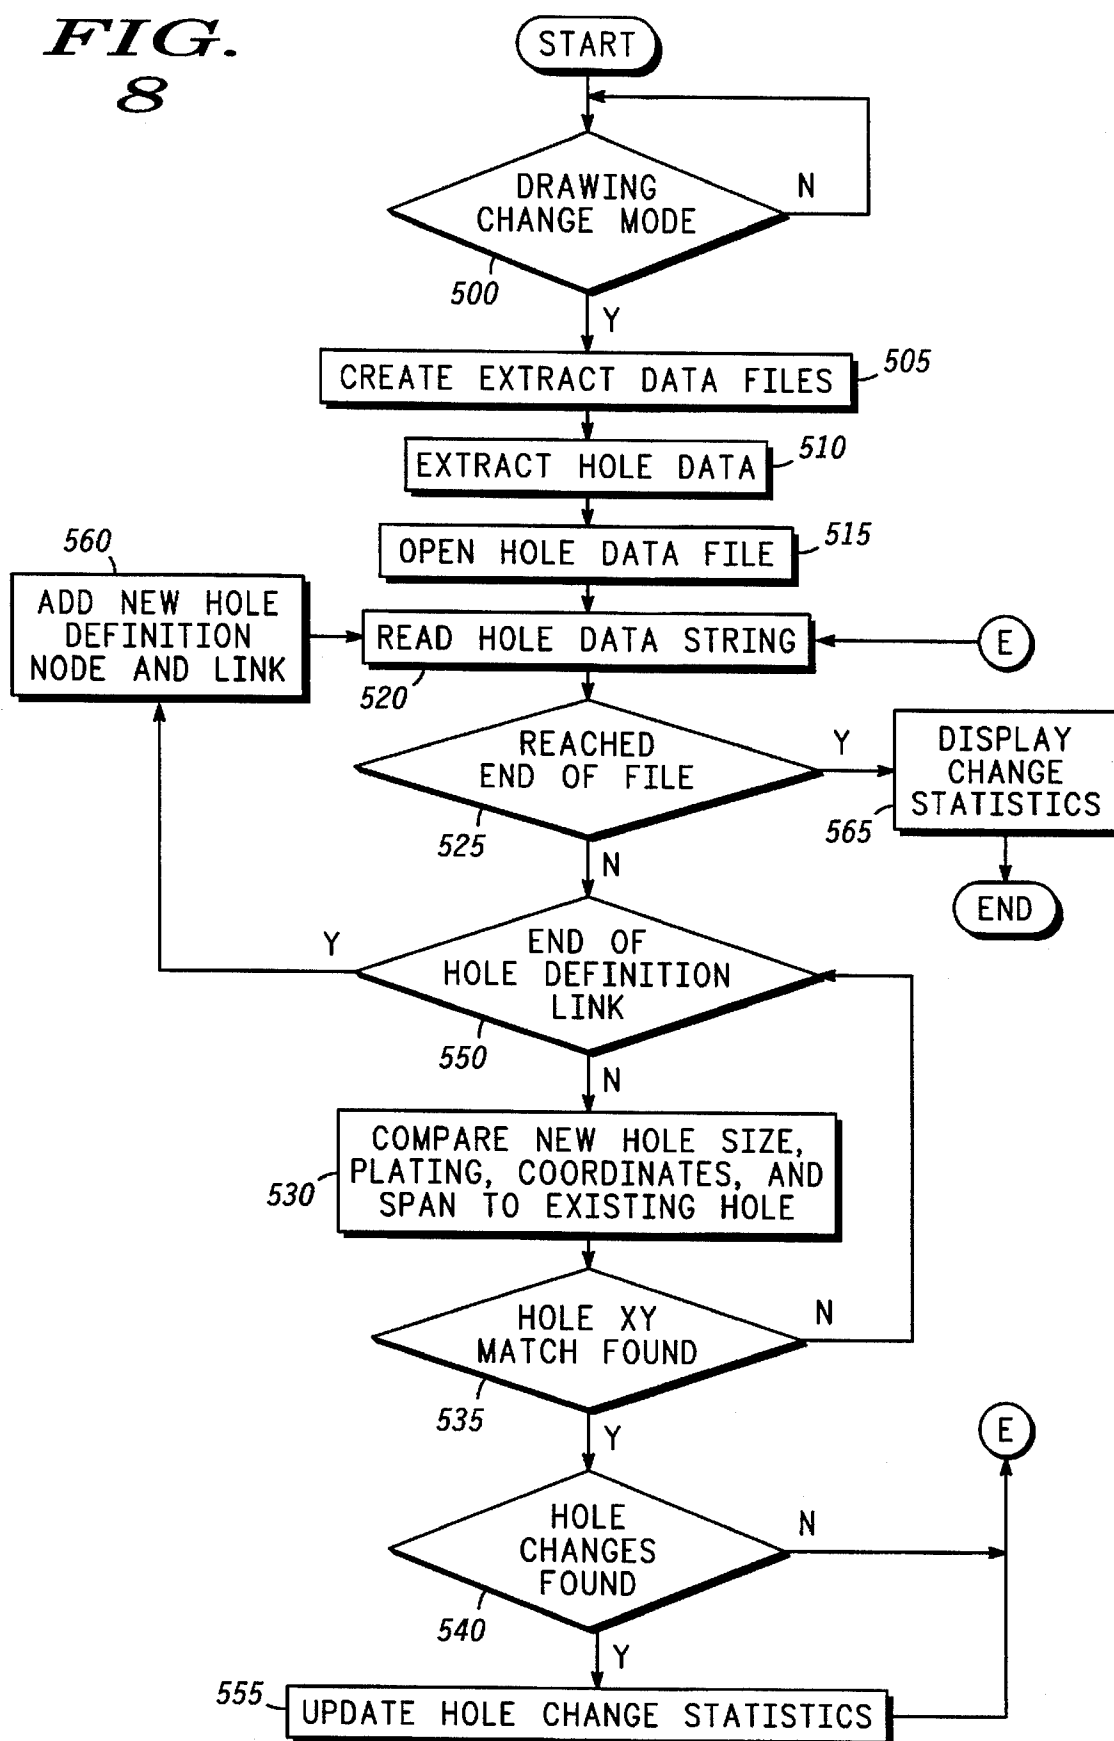 FIG.
8
START
DRAWING
CHANGE MODE
N
500
Y
CREATE EXTRACT DATA FILES
505
EXTRACT HOLE DATA
510
OPEN HOLE DATA FILE
515
560
ADD NEW HOLE
DEFINITION
NODE AND LINK
READ HOLE DATA STRING
E
520
REACHED
END OF FILE
Y
525
N
DISPLAY
CHANGE
STATISTICS
565
END
END OF
HOLE DEFINITION
LINK
Y
550
N
COMPARE NEW HOLE SIZE,
PLATING, COORDINATES, AND
SPAN TO EXISTING HOLE
530
HOLE XY
MATCH FOUND
N
535
Y
E
HOLE
CHANGES
FOUND
N
540
Y
555
UPDATE HOLE CHANGE STATISTICS